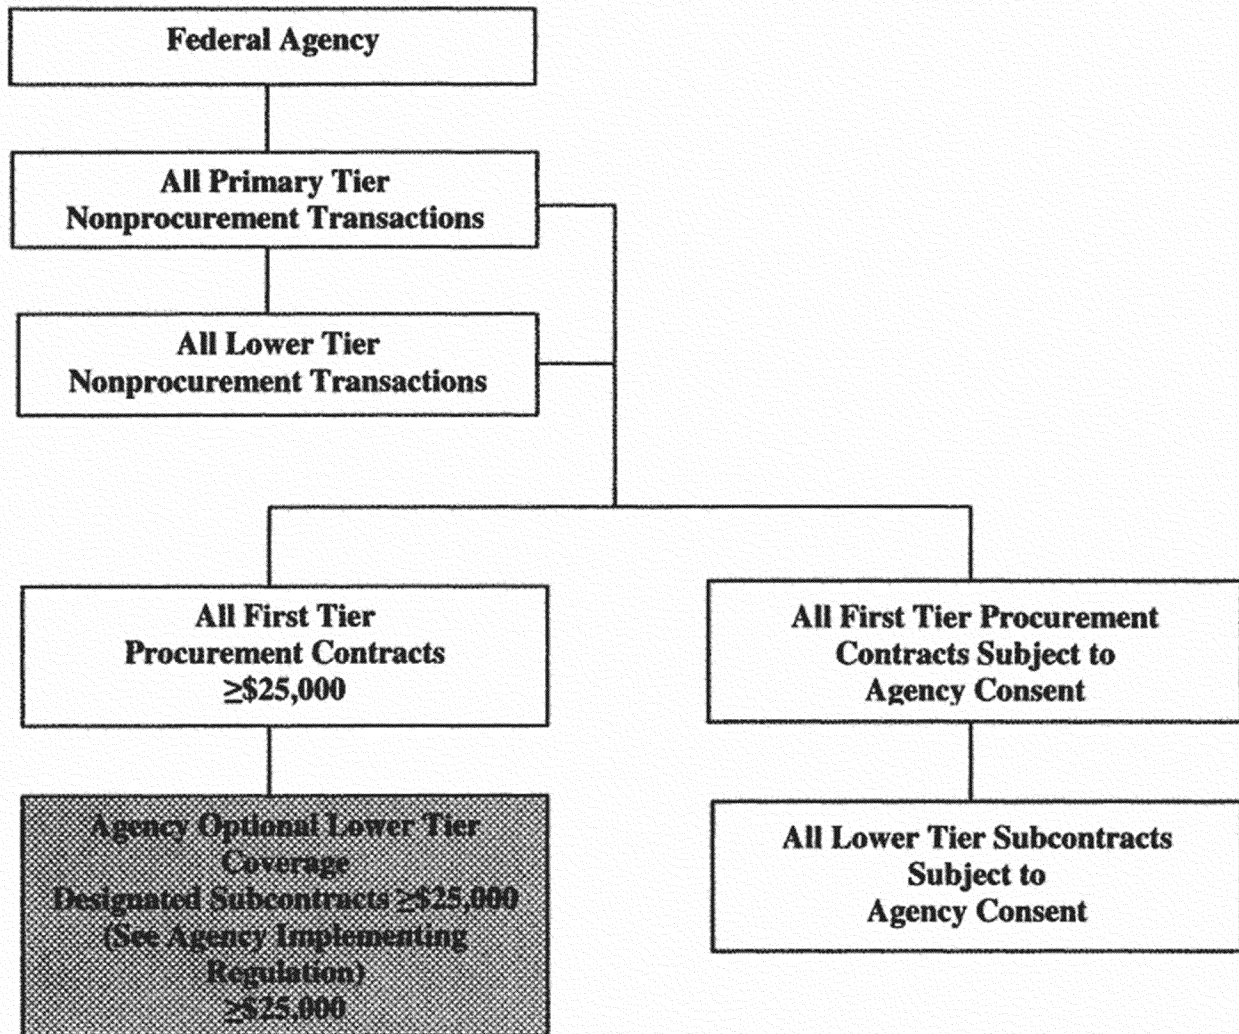 Federal Agency
All Primary Tier
Nonprocurement Transactions
All Lower Tier
Nonprocurement Transactions
All First Tier
Procurement Contracts
≥$25,000
All First Tier Procurement
Contracts Subject to
Agency Consent
Agency Optional Lower Tier
Coverage
Designated Subcontracts ≥$25,000
(See Agency Implementing
Regulation)
≥$25,000
All Lower Tier Subcontracts
Subject to
Agency Consent